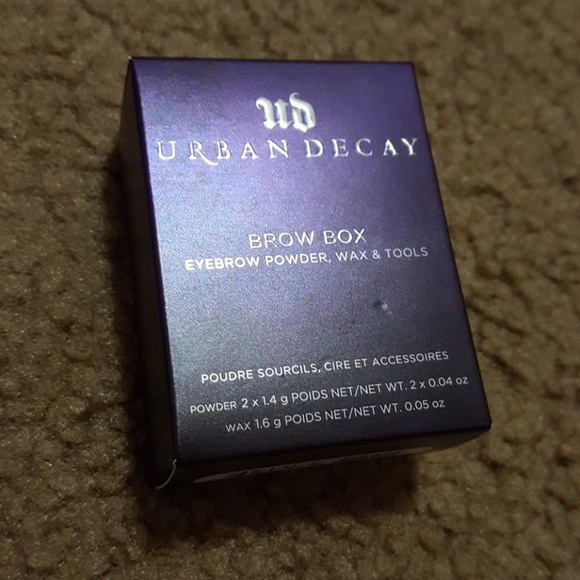 UD
URBAN DECAY
BROW BOX
EYEBROW POWDER, WAX & TOOLS
POUDRE SOURCILS, CIRE ET ACCESSOIRES
POWDER 2 x 1.4 g POIDS NET/NET WT. 2 x 0.04 oz
WAX 1.6 g POIDS NET/NET WT. 0.05 oz